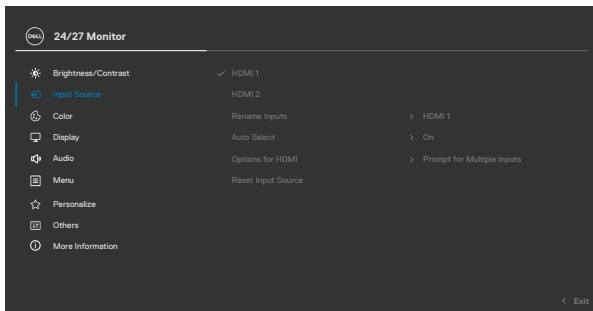 DELL 24/27 Monitor
Brightness/Contrast ✓ HDMI 1
Input Source HDMI 2
Color Rename Inputs > HDMI 1
Display Auto Select > On
Audio Options for HDMI > Prompt for Multiple Inputs
Menu Reset Input Source
Personalize
Others
More Information
< Exit